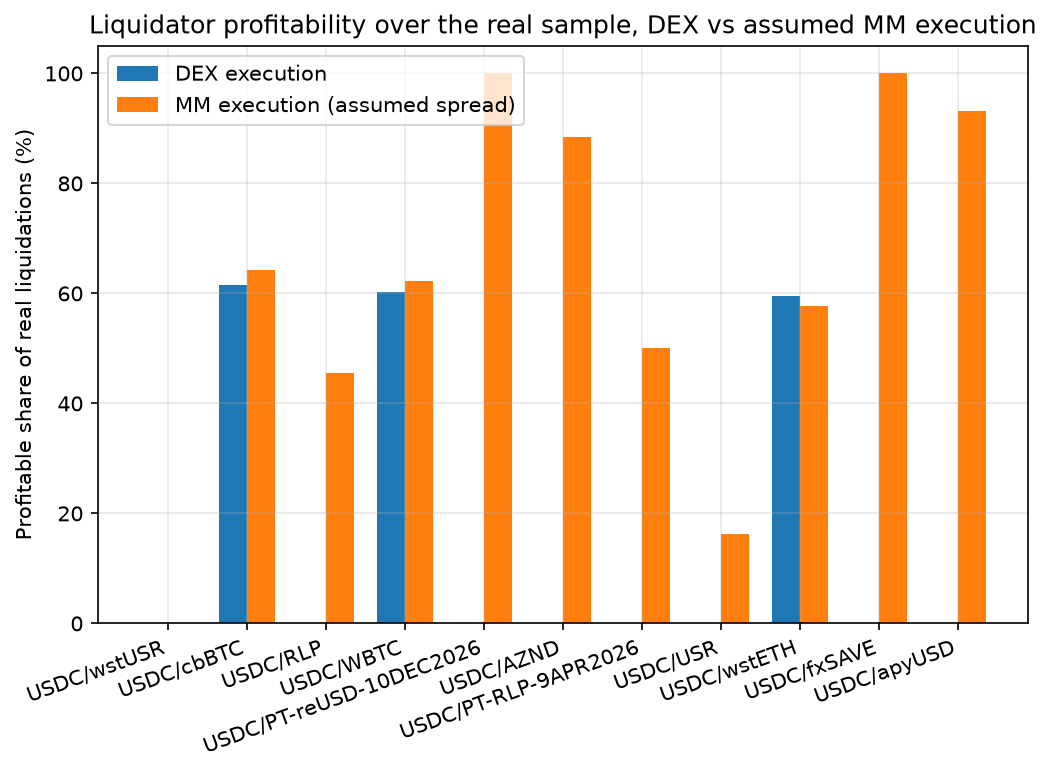 Liquidator profitability over the real sample, DEX vs assumed MM execution
DEX execution
MM execution (assumed spread)
Profitable share of real liquidations (%)
100
80
60
40
20
0
USDC/wstUSR
USDC/cbBTC
USDC/RLP
USDC/WBTC
USDC/PT-reUSD-10DEC2026
USDC/AZND
USDC/PT-RLP-9APR2026
USDC/USR
USDC/wstETH
USDC/fxSAVE
USDC/apyUSD